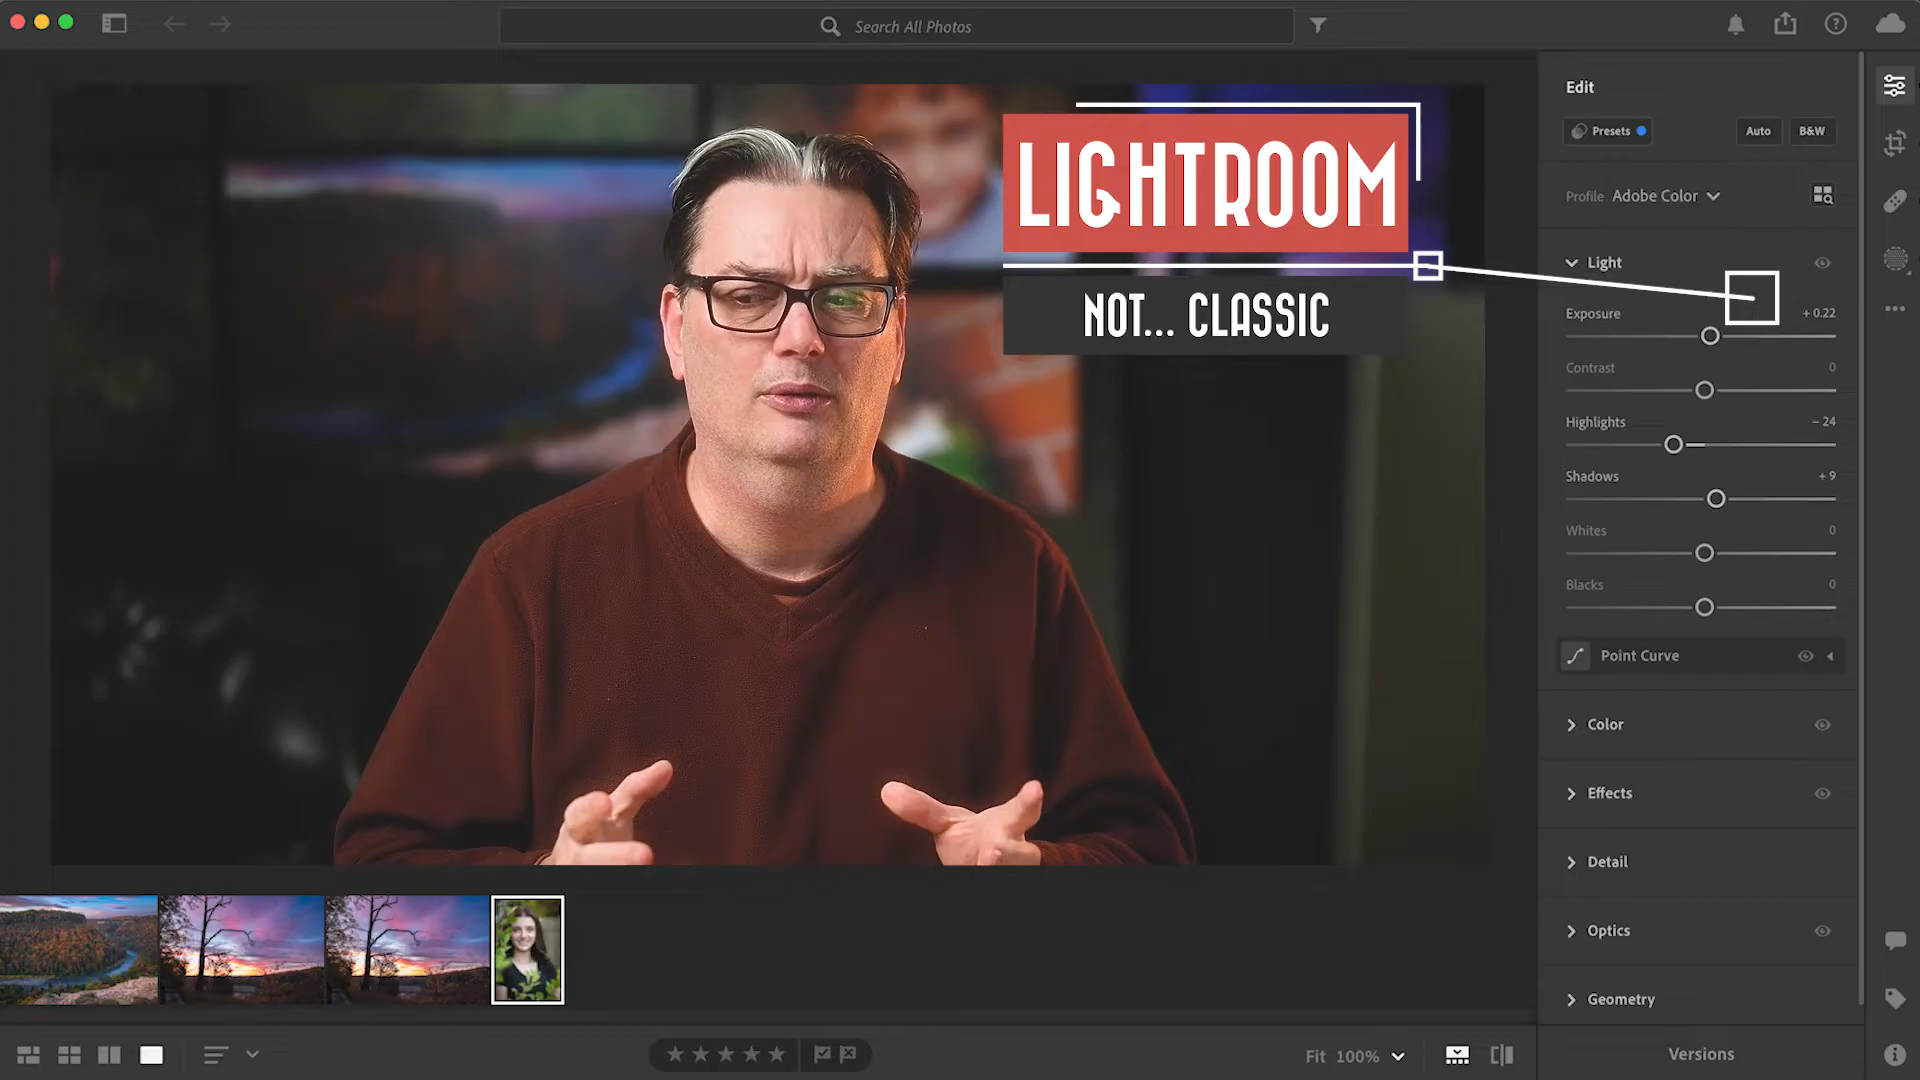 Search All Photos
LIGHTROOM
NOT... CLASSIC
Edit
Presets
Auto
B&W
Profile Adobe Color
Light
Exposure + 0.22
Contrast 0
Highlights – 24
Shadows + 9
Whites 0
Blacks 0
Point Curve
Color
Effects
Detail
Optics
Geometry
Fit 100%
Versions